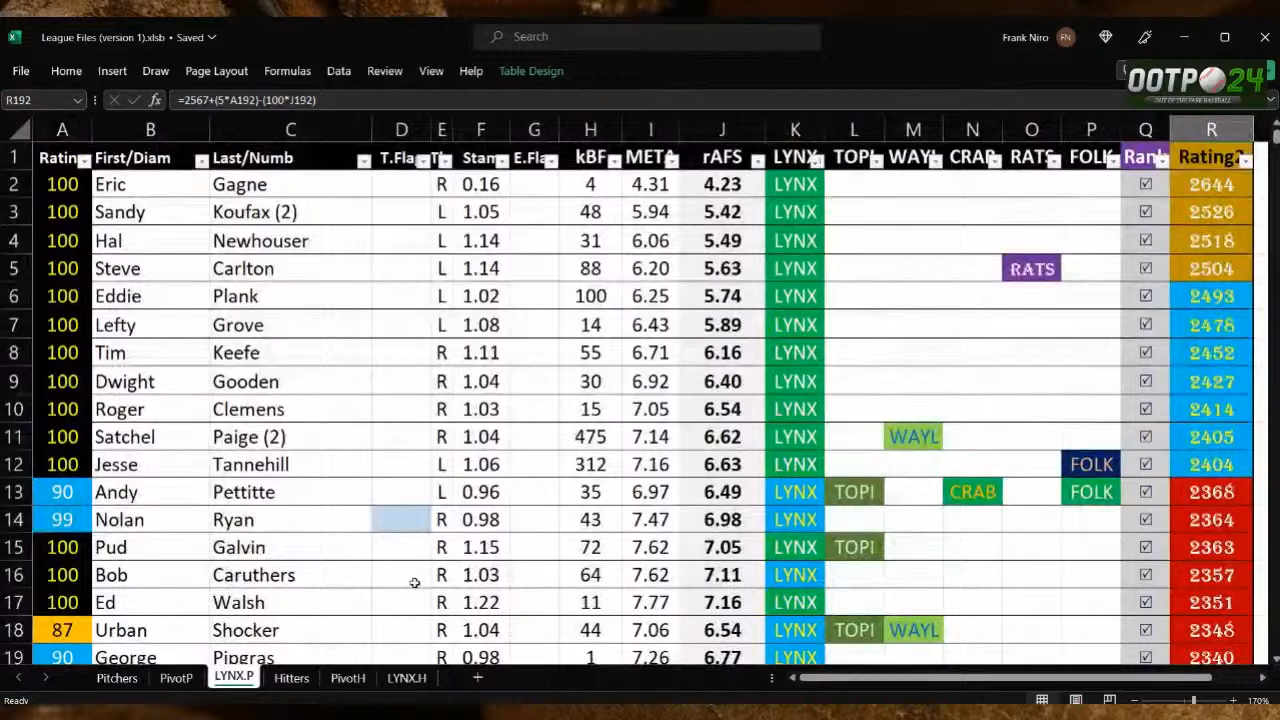 League Files (version 1).xlsb • Saved
Search
Frank Niro FN
File Home Insert Draw Page Layout Formulas Data Review View Help Table Design
OOTP 24
OUT OF THE PARK BASEBALL
R192 fx =2567+(5*A192)-(100*J192)
A B C D E F G H I J K L M N O P Q R
1 Ratin First/Diam Last/Numb T.Fla T Stan E.Fla kBF META rAFS LYNX TOPI WAYL CRAB RATS FOLK Rank Rating2
2 100 Eric Gagne R 0.16 4 4.31 4.23 LYNX 2644
3 100 Sandy Koufax (2) L 1.05 48 5.94 5.42 LYNX 2526
4 100 Hal Newhouser L 1.14 31 6.06 5.49 LYNX 2518
5 100 Steve Carlton L 1.14 88 6.20 5.63 LYNX RATS 2504
6 100 Eddie Plank L 1.02 100 6.25 5.74 LYNX 2493
7 100 Lefty Grove L 1.08 14 6.43 5.89 LYNX 2478
8 100 Tim Keefe R 1.11 55 6.71 6.16 LYNX 2452
9 100 Dwight Gooden R 1.04 30 6.92 6.40 LYNX 2427
10 100 Roger Clemens R 1.03 15 7.05 6.54 LYNX 2414
11 100 Satchel Paige (2) R 1.04 475 7.14 6.62 LYNX WAYL 2405
12 100 Jesse Tannehill L 1.06 312 7.16 6.63 LYNX FOLK 2404
13 90 Andy Pettitte L 0.96 35 6.97 6.49 LYNX TOPI CRAB FOLK 2368
14 99 Nolan Ryan R 0.98 43 7.47 6.98 LYNX 2364
15 100 Pud Galvin R 1.15 72 7.62 7.05 LYNX TOPI 2363
16 100 Bob Caruthers R 1.03 64 7.62 7.11 LYNX 2357
17 100 Ed Walsh R 1.22 11 7.77 7.16 LYNX 2351
18 87 Urban Shocker R 1.04 44 7.06 6.54 LYNX TOPI WAYL 2348
19 90 George Pipgras R 0.98 1 7.26 6.77 LYNX 2340
Pitchers PivotP LYNX.P Hitters PivotH LYNX.H
Ready 170%